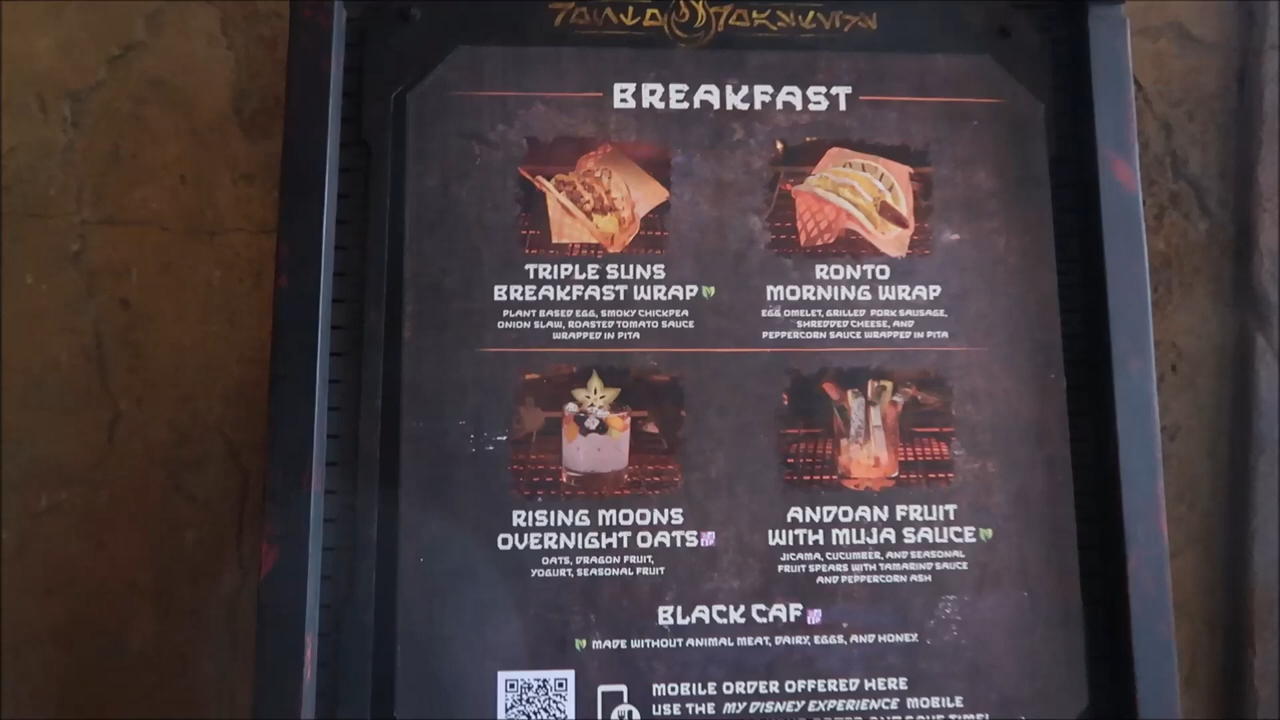 BREAKFAST
TRIPLE SUNS
BREAKFAST WRAP
PLANT BASED EGG, SMOKY CHICKPEA
ONION SLAW, ROASTED TOMATO SAUCE
WRAPPED IN PITA
RONTO
MORNING WRAP
EGG OMELET, GRILLED PORK SAUSAGE,
SHREDDED CHEESE, AND
PEPPERCORN SAUCE WRAPPED IN PITA
RISING MOONS
OVERNIGHT OATS
OATS, DRAGON FRUIT,
YOGURT, SEASONAL FRUIT
ANDOAN FRUIT
WITH MUJA SAUCE
JICAMA, CUCUMBER, AND SEASONAL
FRUIT SPEARS WITH TAMARIND SAUCE
AND PEPPERCORN ASH
BLACK CAF
MADE WITHOUT ANIMAL MEAT, DAIRY, EGGS, AND HONEY.
MOBILE ORDER OFFERED HERE
USE THE MY DISNEY EXPERIENCE MOBILE